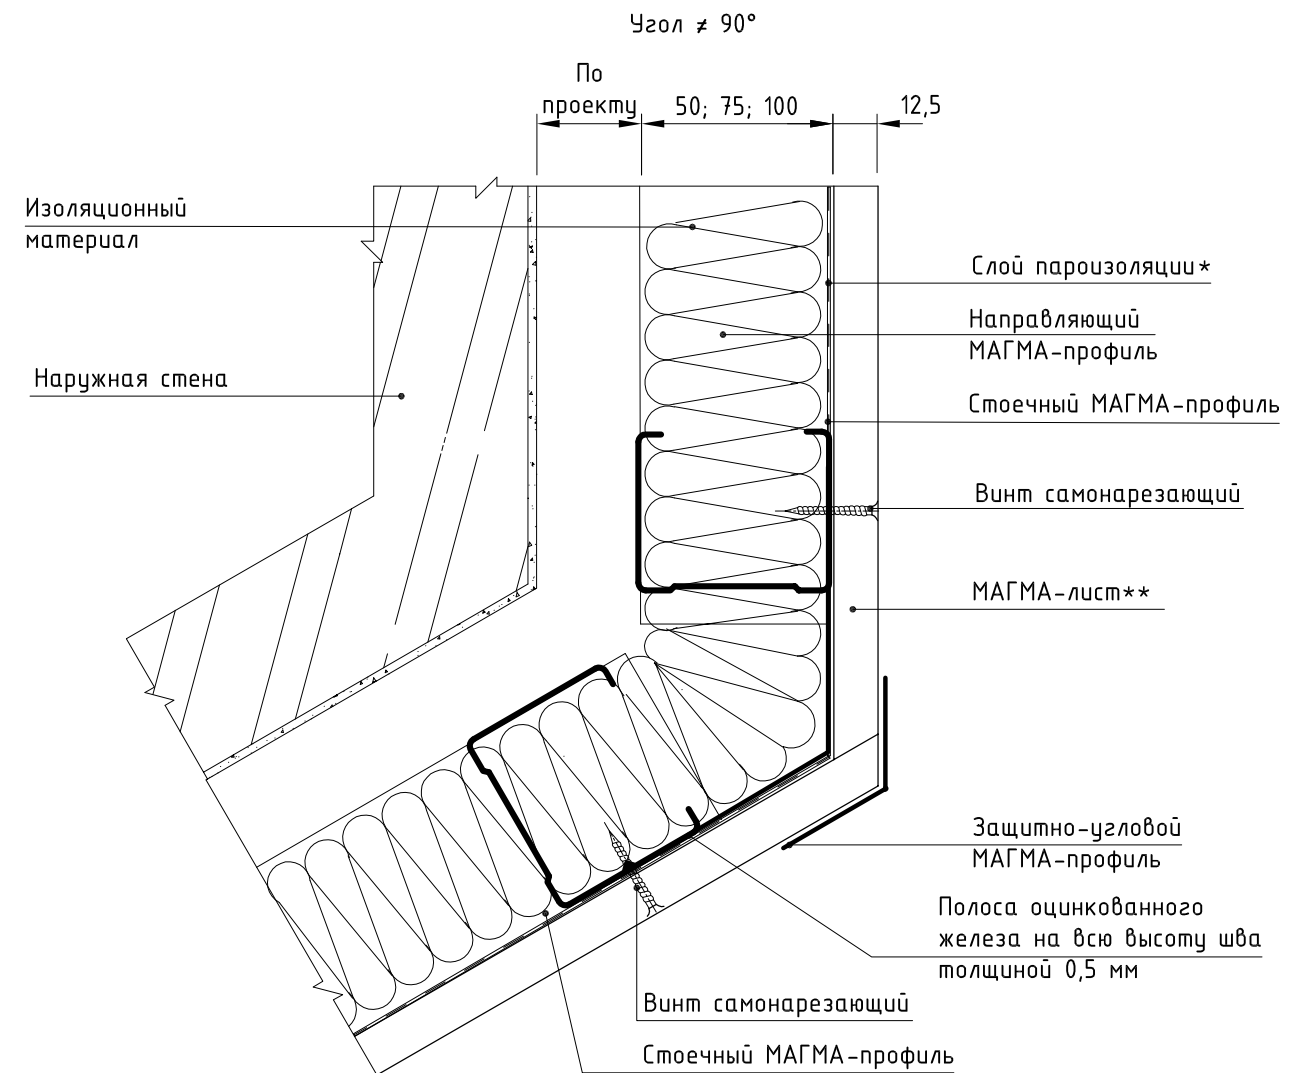 Угол ≠ 90°
По
проекту
50; 75; 100
12,5
Изоляционный
материал
Слой пароизоляции*
Направляющий
МАГМА-профиль
Наружная стена
Стоечный МАГМА-профиль
Винт самонарезающий
МАГМА-лист**
Защитно-угловой
МАГМА-профиль
Полоса оцинкованного
железа на всю высоту шва
толщиной 0,5 мм
Винт самонарезающий
Стоечный МАГМА-профиль